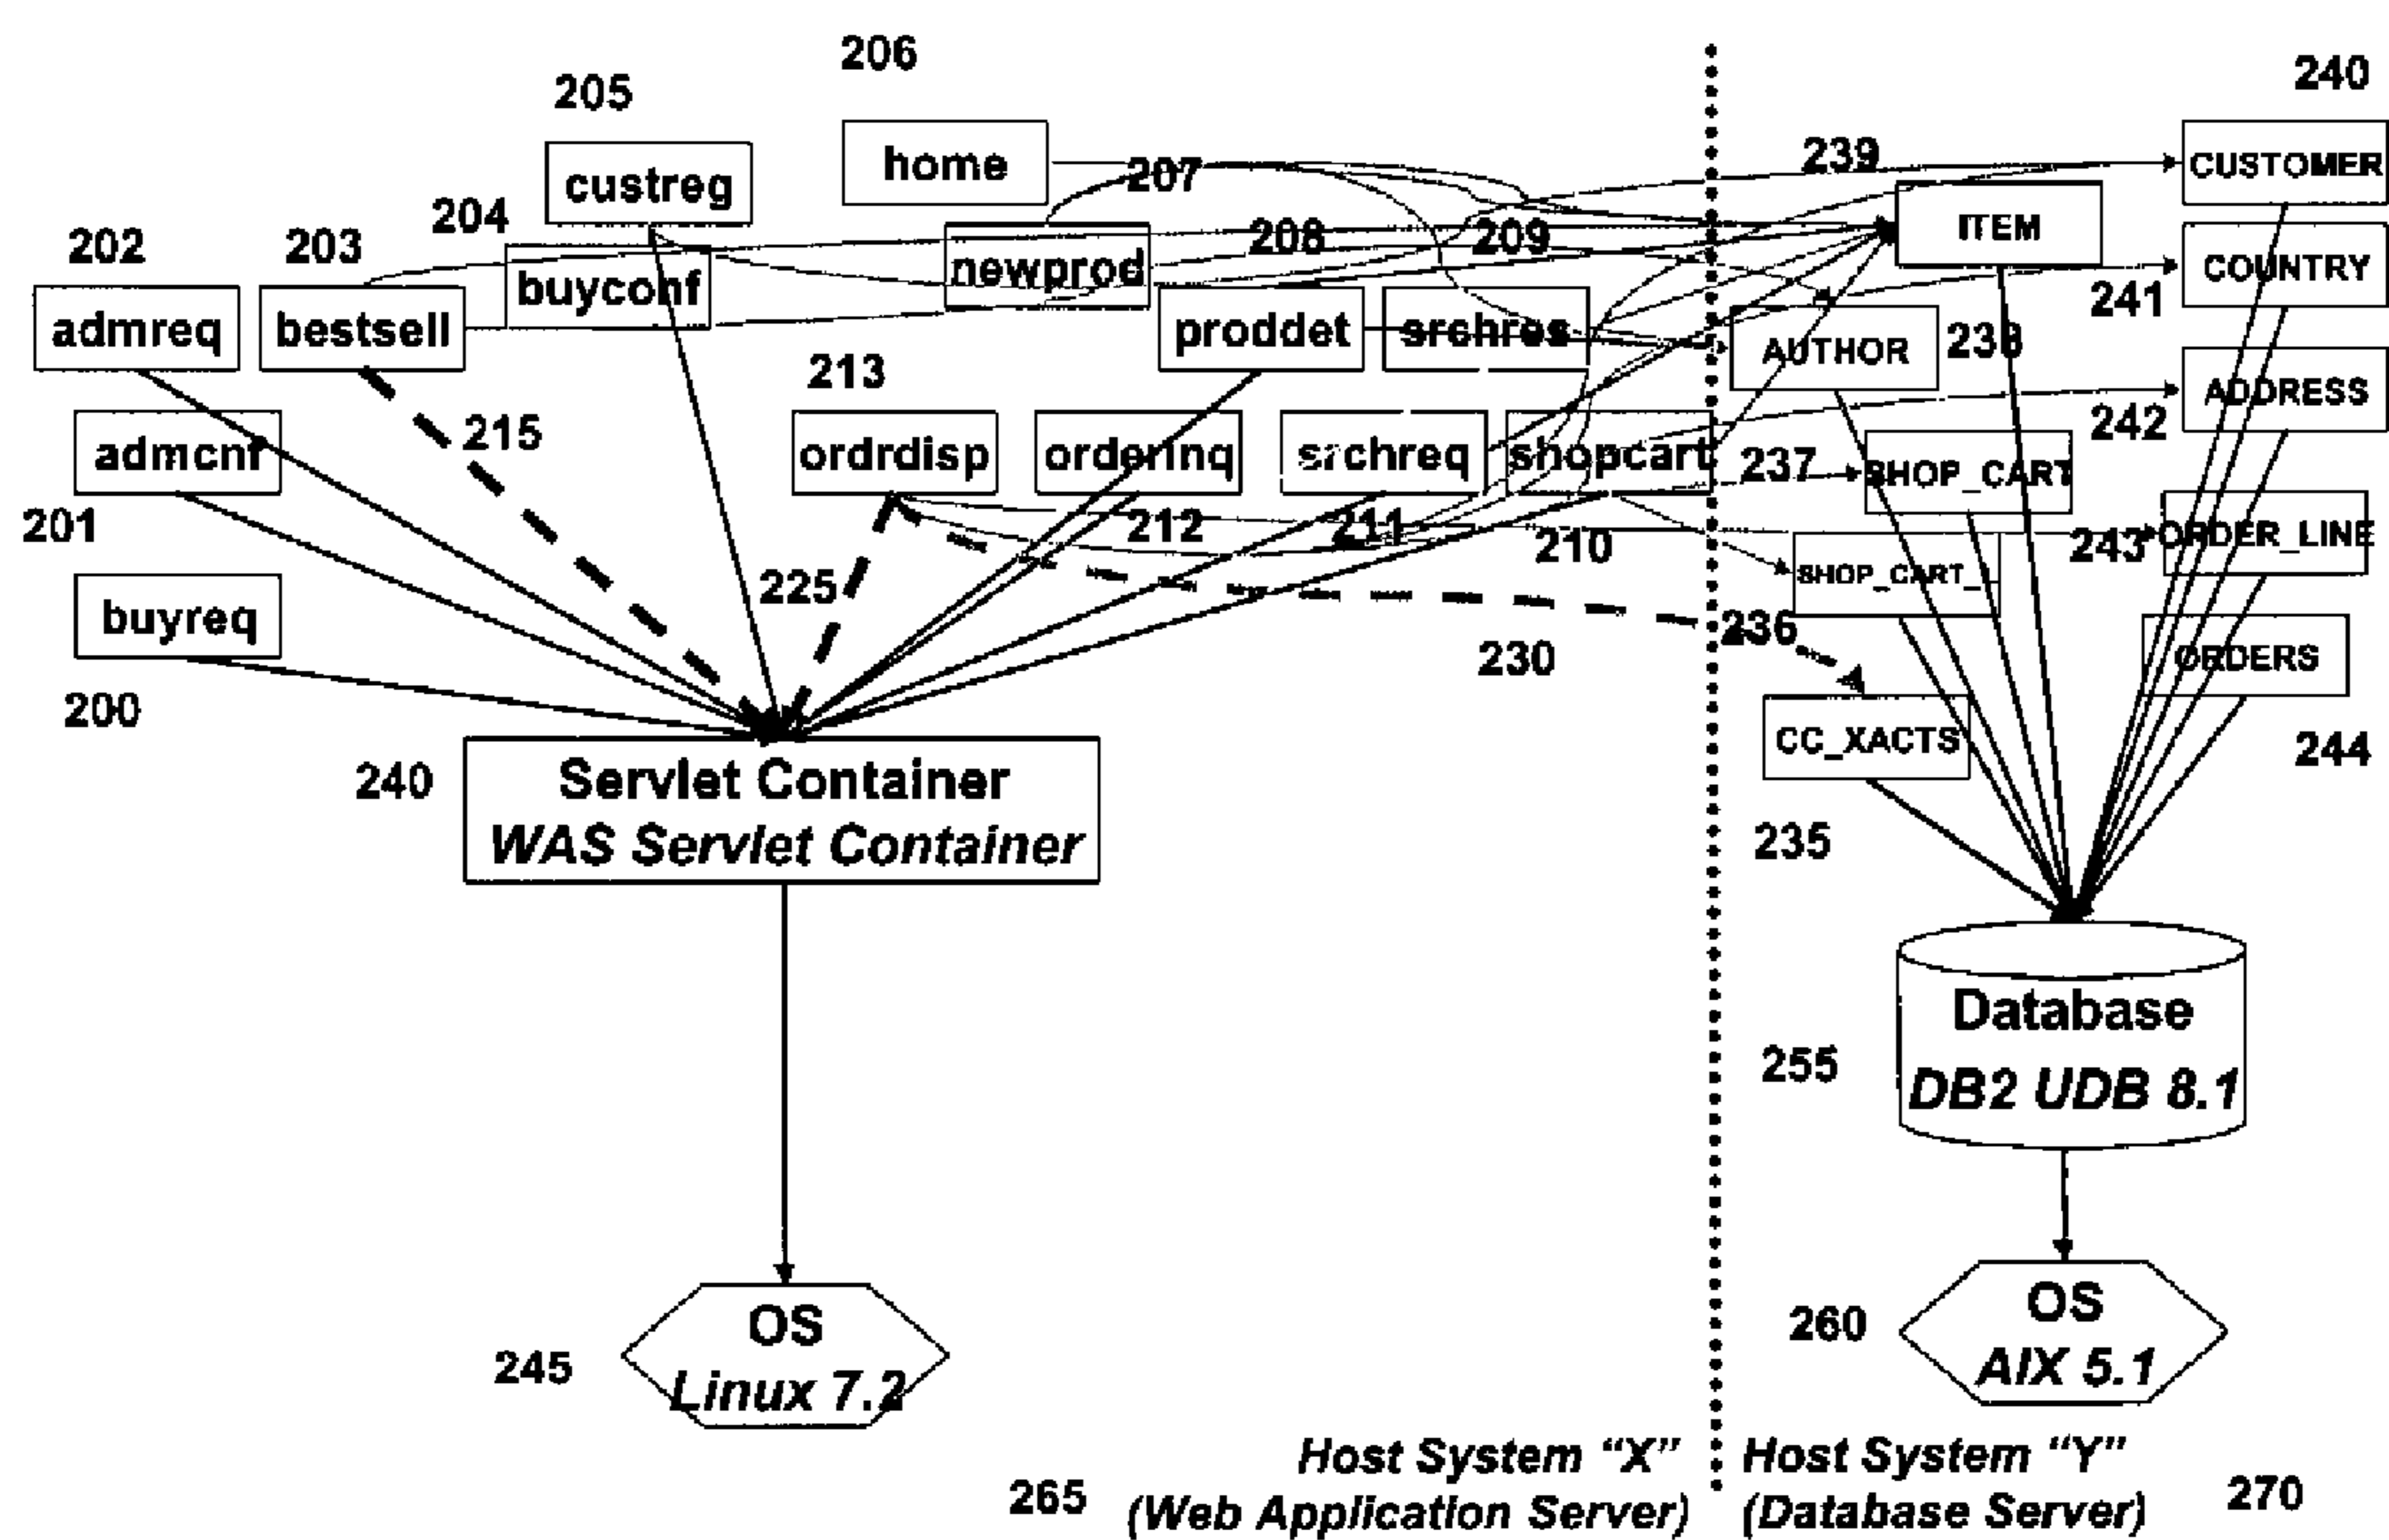 206
240
205
home
207
239
CUSTOMER
custreg
204
ITEM
202
203
208
209
newprod
COUNTRY
buyconf
241
admreq
bestsell
proddet
srchres
AUTHOR
238
213
ADDRESS
215
242
admcnf
ordrdisp
orderinq
srchreq
shopcart
237
SHOP_CART
201
212
211
210
243
ORDER_LINE
225
SHOP_CART_L
buyreq
236
230
ORDERS
200
CC_XACTS
244
240
Servlet Container
WAS Servlet Container
235
Database
255
DB2 UDB 8.1
OS
260
AIX 5.1
OS
245
Linux 7.2
Host System “X”
Host System “Y”
265
(Web Application Server)
(Database Server)
270